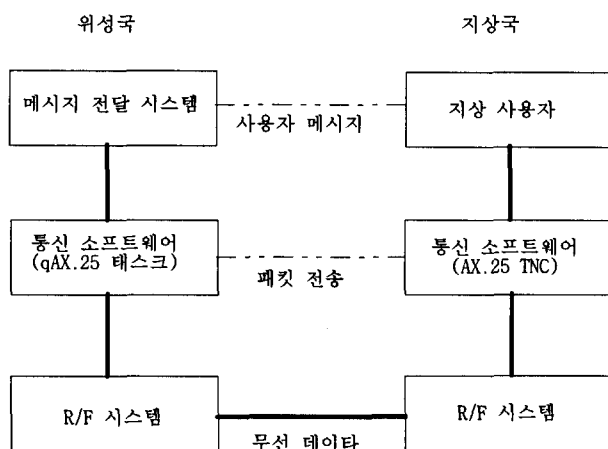 위성국
지상국
메시지 전달 시스템
지상 사용자
사용자 메시지
통신 소프트웨어
(qAX.25 태스크)
통신 소프트웨어
(AX.25 TNC)
패킷 전송
R/F 시스템
R/F 시스템
무선 데이타